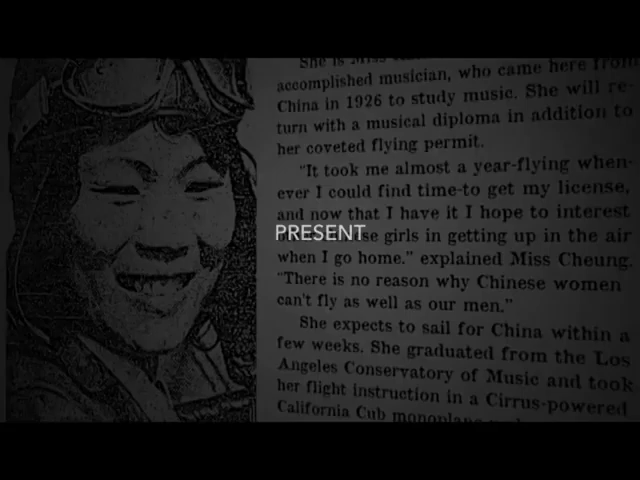 She is Miss
accomplished musician, who came here from
China in 1926 to study music. She will re-
turn with a musical diploma in addition to
her coveted flying permit.
"It took me almost a year-flying when-
ever I could find time-to get my license,
and now that I have it I hope to interest
girls in getting up in the air
PRESENT
when I go home." explained Miss Cheung.
"There is no reason why Chinese women
can't fly as well as our men."
She expects to sail for China within a
few weeks. She graduated from the Los
Angeles Conservatory of Music and took
her flight instruction in a Cirrus-powered
California Cub monoplane